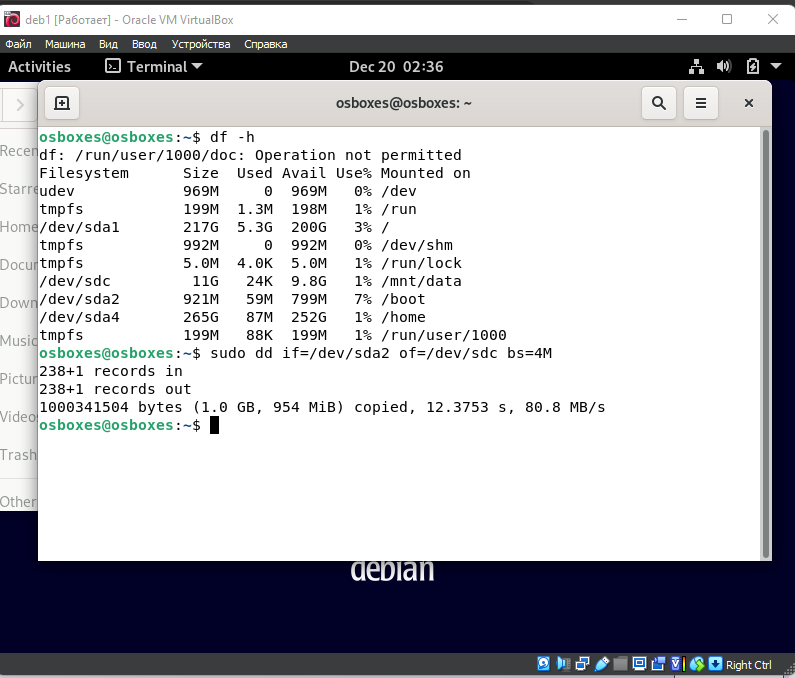 deb1 [Работает] - Oracle VM VirtualBox
Файл Машина Вид Ввод Устройства Справка
Activities Terminal Dec 20 02:36
osboxes@osboxes: ~
osboxes@osboxes:~$ df -h
df: /run/user/1000/doc: Operation not permitted
Filesystem Size Used Avail Use% Mounted on
udev 969M 0 969M 0% /dev
tmpfs 199M 1.3M 198M 1% /run
/dev/sda1 217G 5.3G 200G 3% /
tmpfs 992M 0 992M 0% /dev/shm
tmpfs 5.0M 4.0K 5.0M 1% /run/lock
/dev/sdc 11G 24K 9.8G 1% /mnt/data
/dev/sda2 921M 59M 799M 7% /boot
/dev/sda4 265G 87M 252G 1% /home
tmpfs 199M 88K 199M 1% /run/user/1000
osboxes@osboxes:~$ sudo dd if=/dev/sda2 of=/dev/sdc bs=4M
238+1 records in
238+1 records out
1000341504 bytes (1.0 GB, 954 MiB) copied, 12.3753 s, 80.8 MB/s
osboxes@osboxes:~$
Recen
Starre
Home
Docu
Down
Music
Pictur
Video
Trash
Other
debian
Right Ctrl